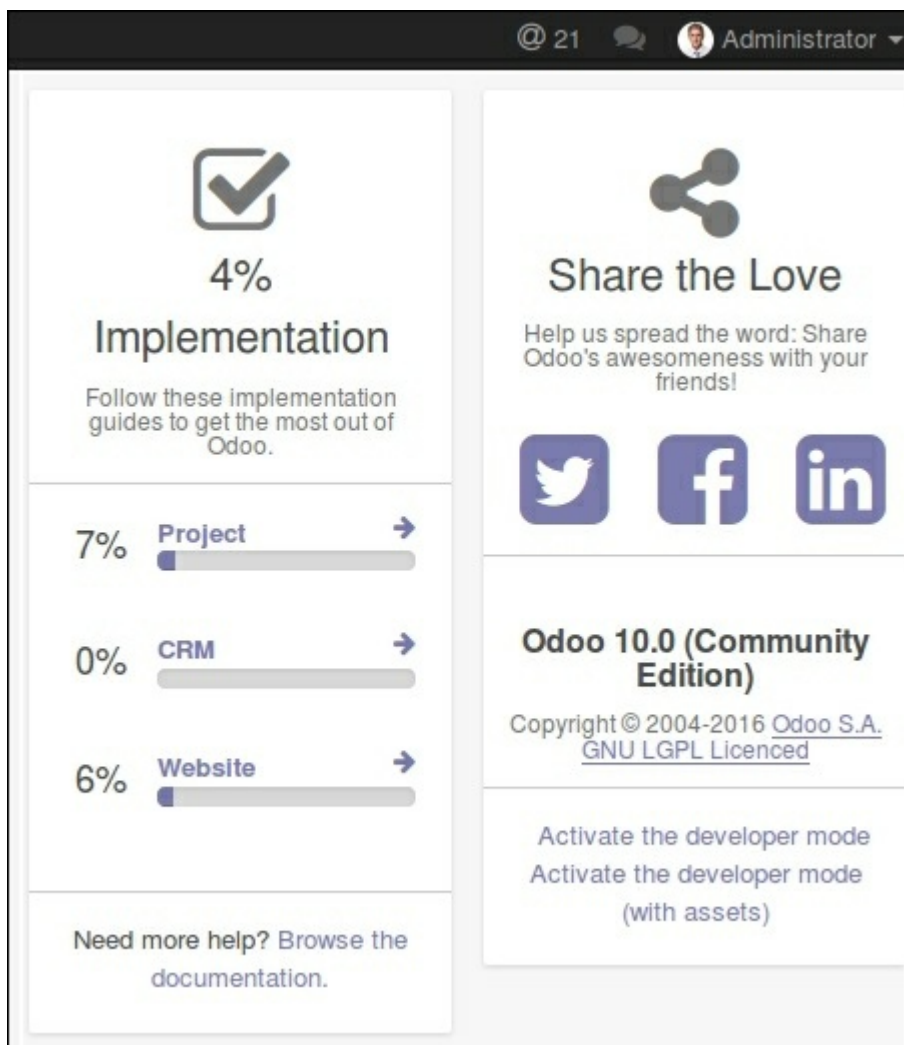 @ 21 Administrator
4%
Implementation
Follow these implementation
guides to get the most out of
Odoo.
7% Project
0% CRM
6% Website
Need more help? Browse the
documentation.
Share the Love
Help us spread the word: Share
Odoo's awesomeness with your
friends!
in
Odoo 10.0 (Community
Edition)
Copyright © 2004-2016 Odoo S.A.
GNU LGPL Licenced
Activate the developer mode
Activate the developer mode
(with assets)